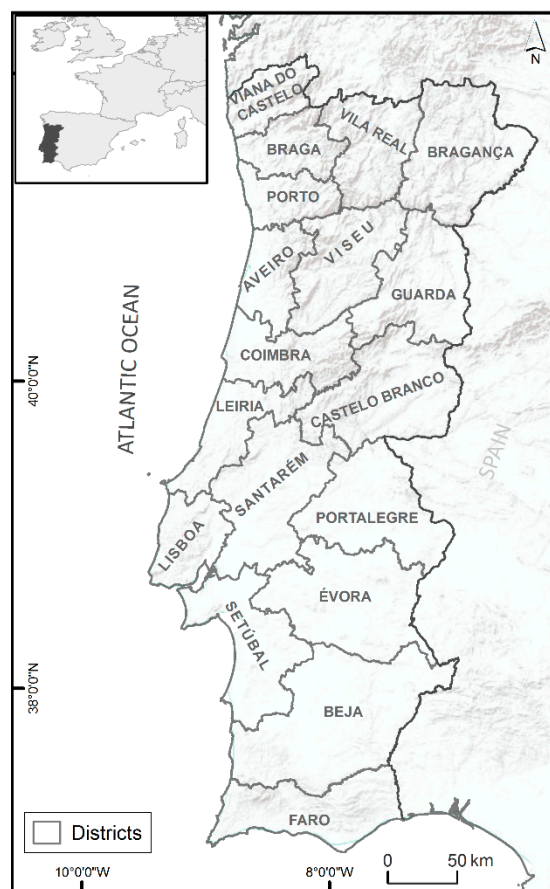 N
VIANA DO
CASTELO
VILA REAL
BRAGANÇA
BRAGA
PORTO
AVEIRO
VISEU
GUARDA
ATLANTIC OCEAN
COIMBRA
40°0'0"N
LEIRIA
CASTELO BRANCO
SPAIN
SANTARÉM
PORTALEGRE
LISBOA
ÉVORA
SETÚBAL
38°0'0"N
BEJA
FARO
Districts
0 50 km
10°0'0"W
8°0'0"W